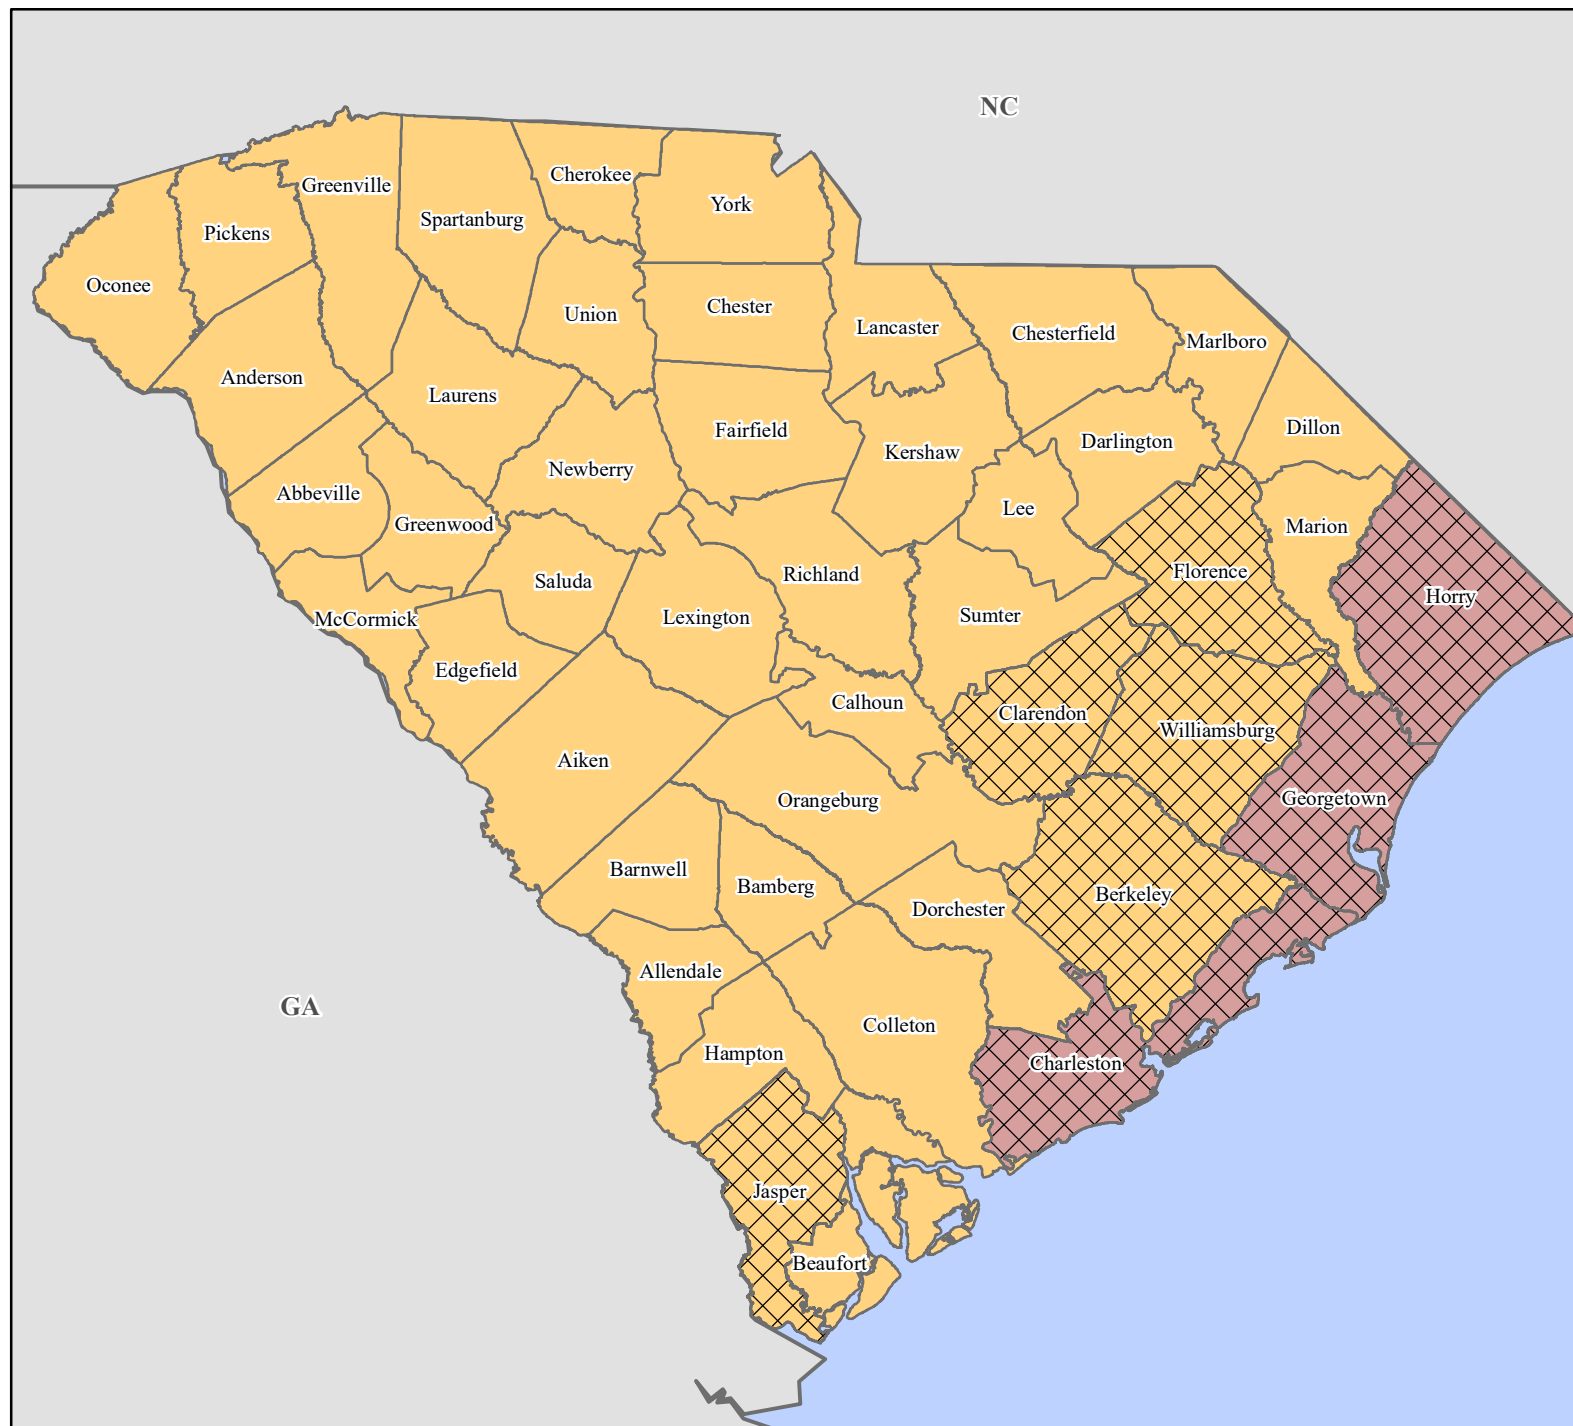 NC
Cherokee
Greenville
York
Spartanburg
Pickens
Oconee
Chester
Union
Lancaster
Chesterfield
Marlboro
Anderson
Laurens
Dillon
Fairfield
Darlington
Kershaw
Newberry
Abbeville
Lee
Greenwood
Marion
Florence
Richland
Saluda
Horry
Sumter
Lexington
McCormick
Edgefield
Calhoun
Clarendon
Williamsburg
Aiken
Georgetown
Orangeburg
Barnwell
Bamberg
Berkeley
Dorchester
Allendale
GA
Colleton
Hampton
Charleston
Jasper
Beaufort